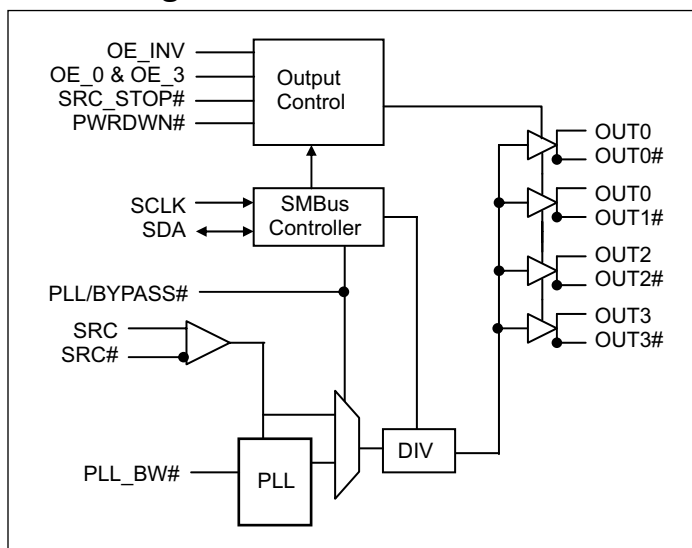 OE_INV
OE_0 & OE_3
SRC_STOP#
PWRDWN#
Output
Control
OUT0
OUT0#
OUT0
OUT1#
OUT2
OUT2#
OUT3
OUT3#
SCLK
SDA
SMBus
Controller
PLL/BYPASS#
SRC
SRC#
PLL_BW#
PLL
DIV